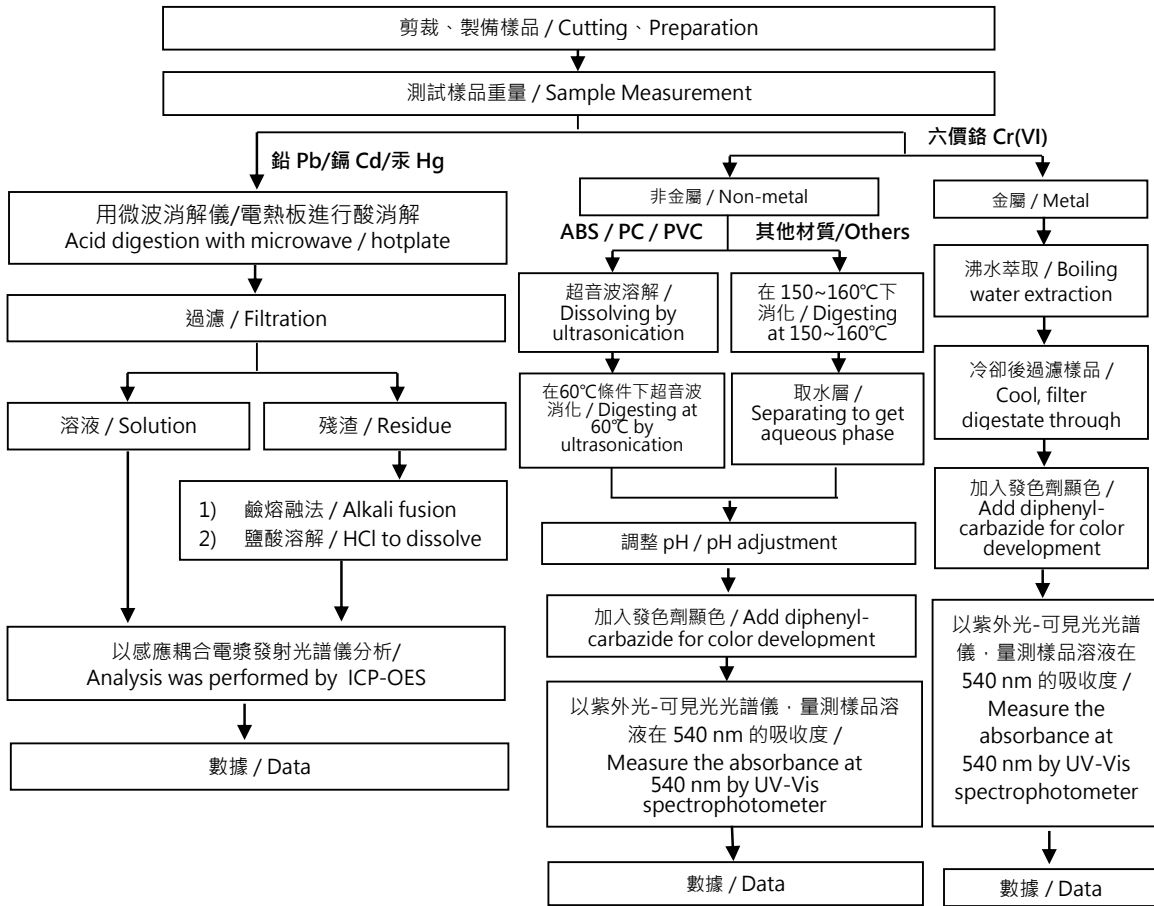 剪裁、製備樣品 / Cutting、Preparation
測試樣品重量 / Sample Measurement
鉛 Pb/鎘 Cd/汞 Hg
六價鉻 Cr(VI)
用微波消解儀/電熱板進行酸消解
Acid digestion with microwave / hotplate
過濾 / Filtration
溶液 / Solution
殘渣 / Residue
1) 鹼熔融法 / Alkali fusion
2) 鹽酸溶解 / HCl to dissolve
以感應耦合電漿發射光譜儀分析/
Analysis was performed by ICP-OES
數據 / Data
非金屬 / Non-metal
ABS / PC / PVC
其他材質/Others
超音波溶解 /
Dissolving by
ultrasonication
在 150~160℃下
消化 / Digesting
at 150~160℃
在60℃條件下超音波
消化 / Digesting at
60℃ by
ultrasonication
取水層 /
Separating to get
aqueous phase
調整 pH / pH adjustment
加入發色劑顯色 / Add diphenyl-
carbazide for color development
以紫外光-可見光光譜儀，量測樣品溶
液在 540 nm 的吸收度 /
Measure the absorbance at
540 nm by UV-Vis
spectrophotometer
數據 / Data
金屬 / Metal
沸水萃取 / Boiling
water extraction
冷卻後過濾樣品 /
Cool, filter
digestate through
加入發色劑顯色 /
Add diphenyl-
carbazide for color
development
以紫外光-可見光光譜
儀，量測樣品溶液在
540 nm 的吸收度 /
Measure the
absorbance at
540 nm by UV-Vis
spectrophotometer
數據 / Data